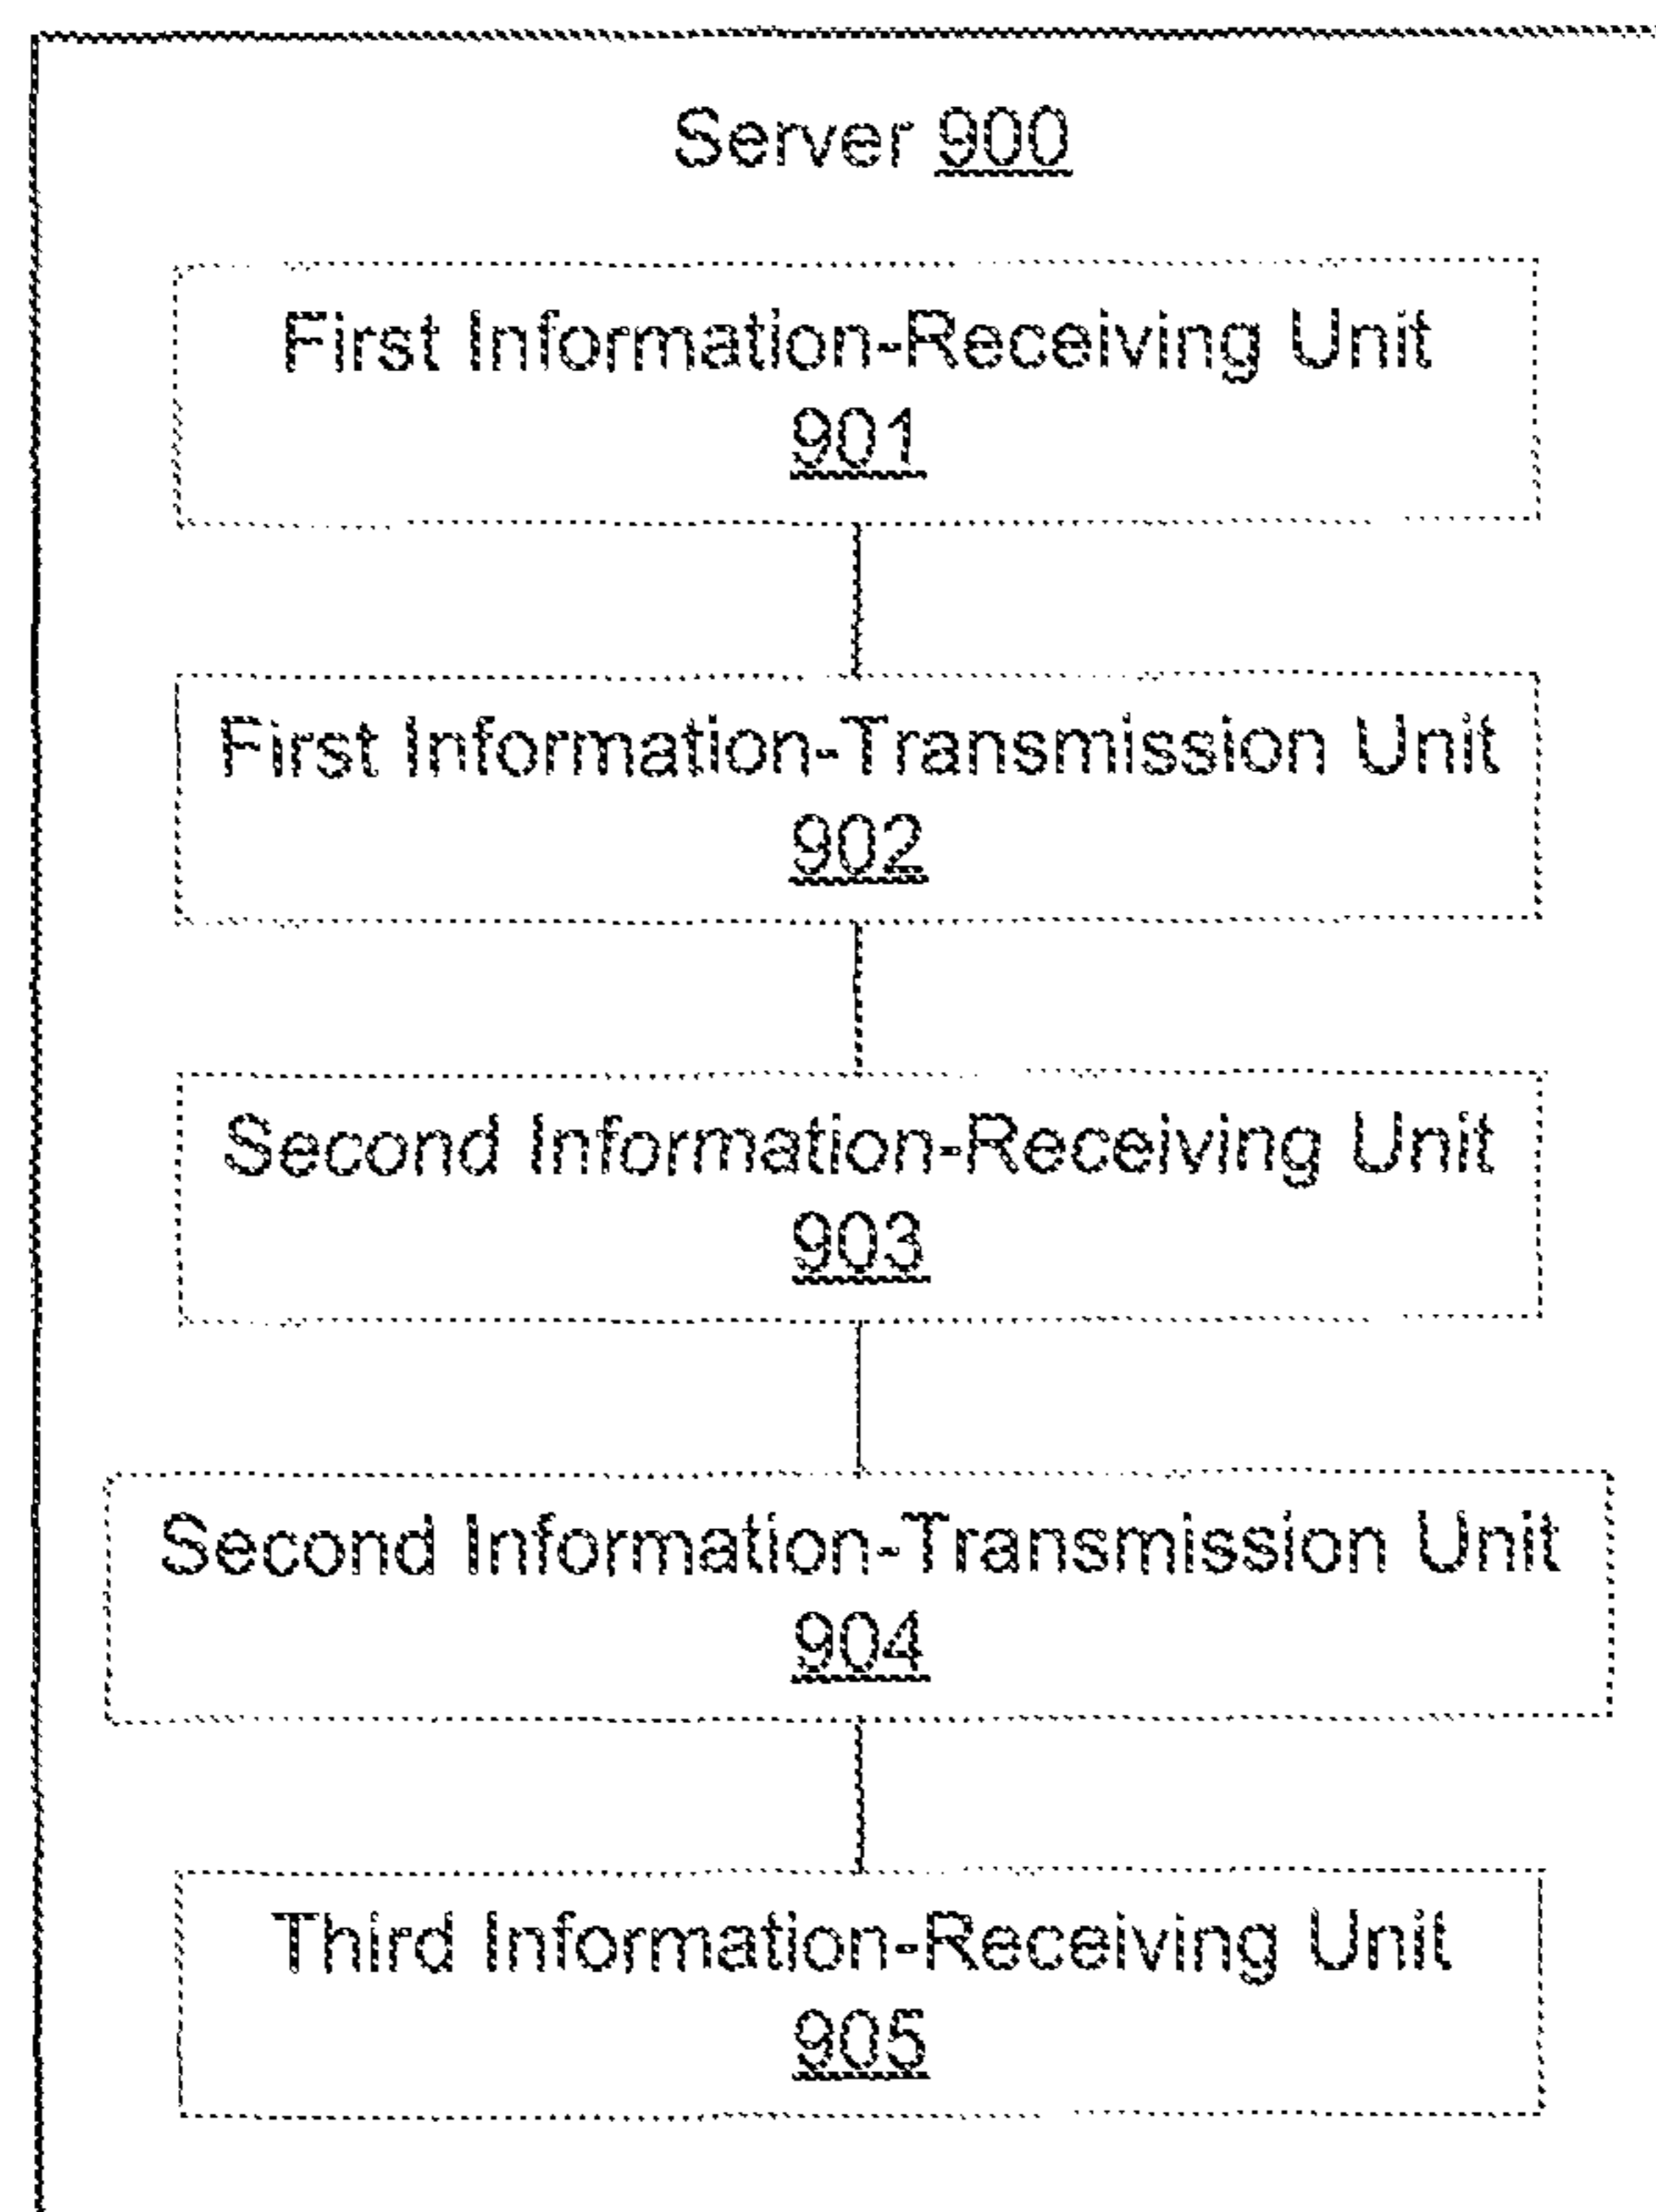 Server 900
First Information-Receiving Unit
901
First Information-Transmission Unit
902
Second Information-Receiving Unit
903
Second Information-Transmission Unit
904
Third Information-Receiving Unit
905